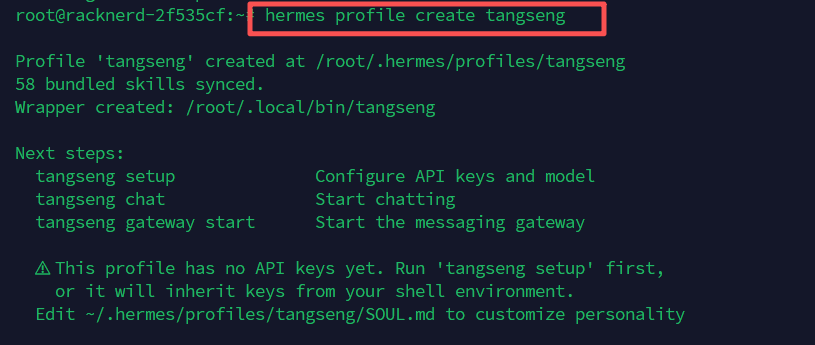 root@racknerd-2f535cf:~# hermes profile create tangseng
Profile 'tangseng' created at /root/.hermes/profiles/tangseng
58 bundled skills synced.
Wrapper created: /root/.local/bin/tangseng
Next steps:
tangseng setup Configure API keys and model
tangseng chat Start chatting
tangseng gateway start Start the messaging gateway
⚠ This profile has no API keys yet. Run 'tangseng setup' first,
or it will inherit keys from your shell environment.
Edit ~/.hermes/profiles/tangseng/SOUL.md to customize personality